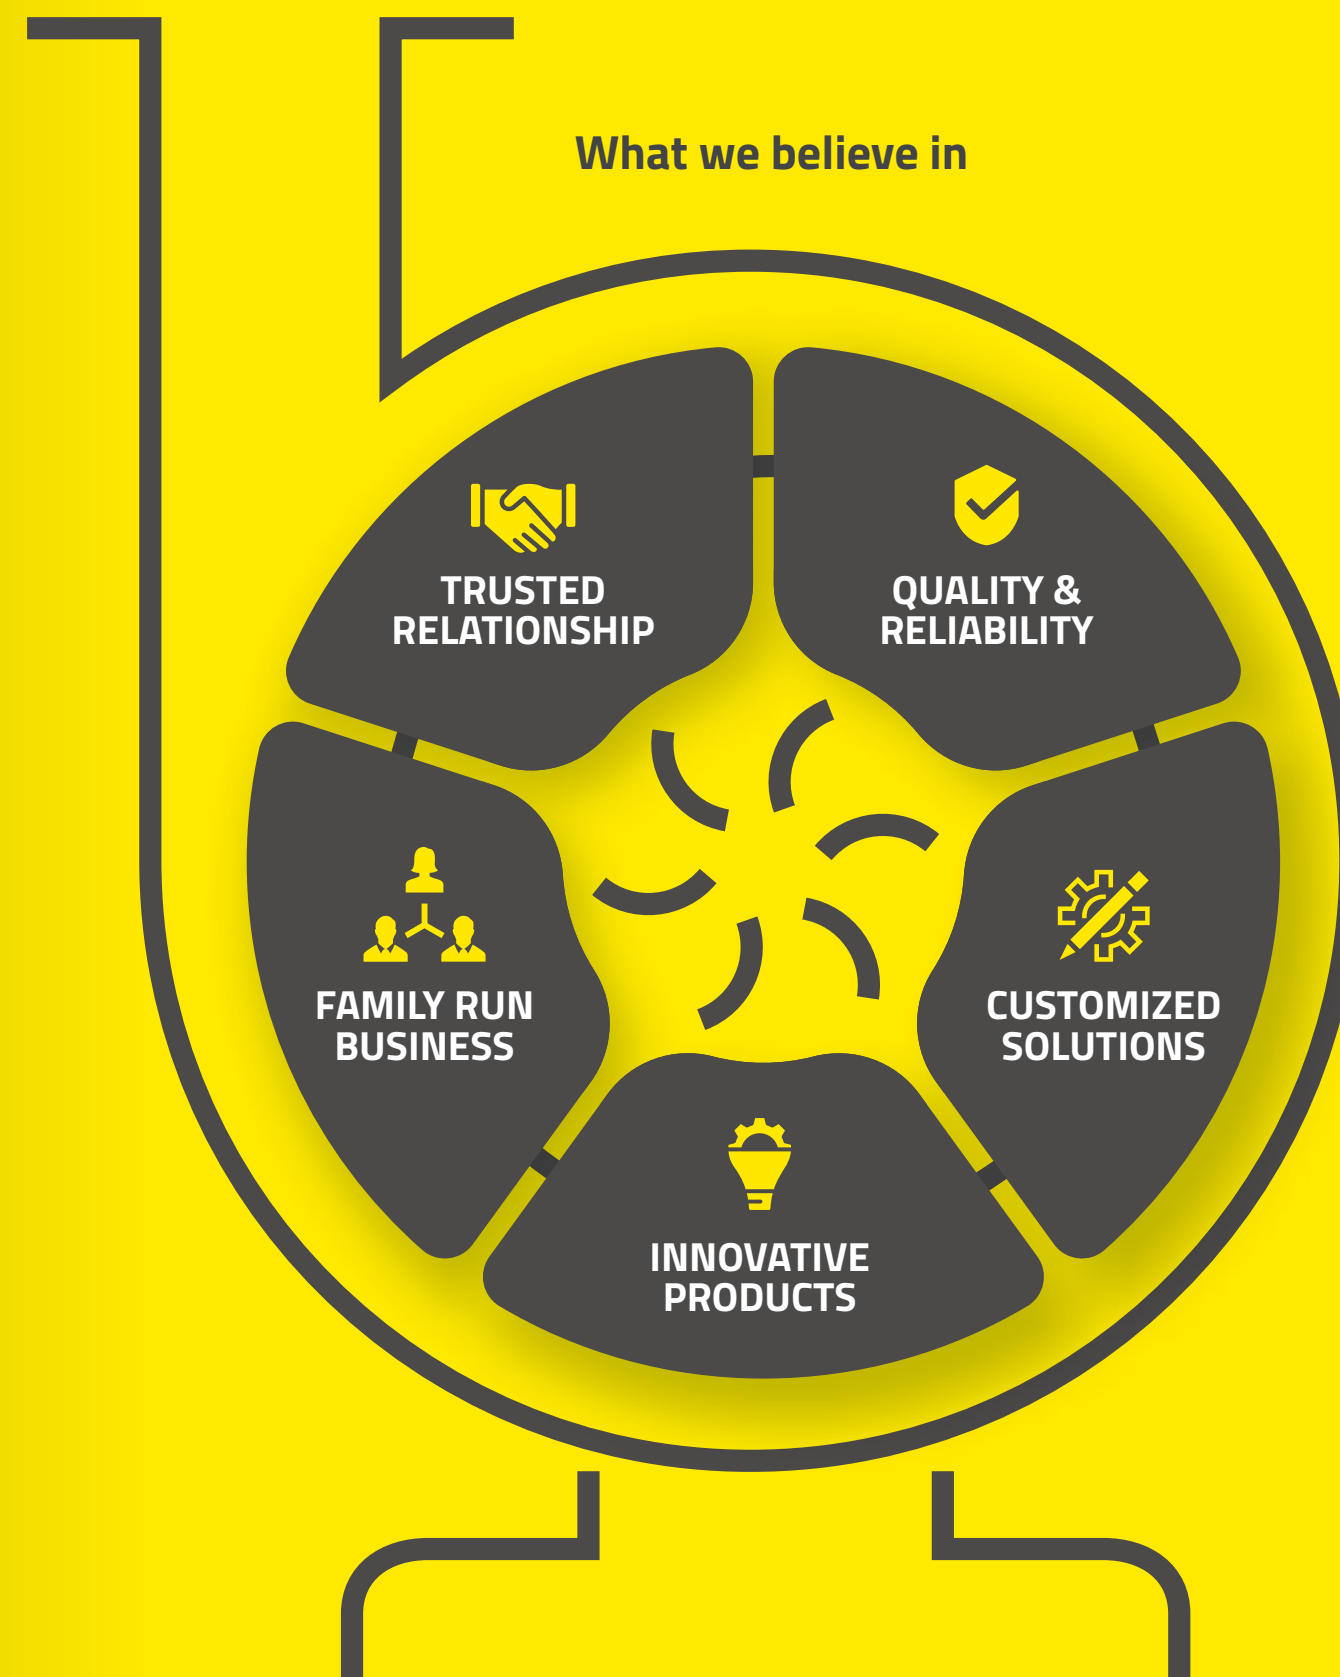 What we believe in
TRUSTED
RELATIONSHIP
QUALITY &
RELIABILITY
FAMILY RUN
BUSINESS
CUSTOMIZED
SOLUTIONS
INNOVATIVE
PRODUCTS